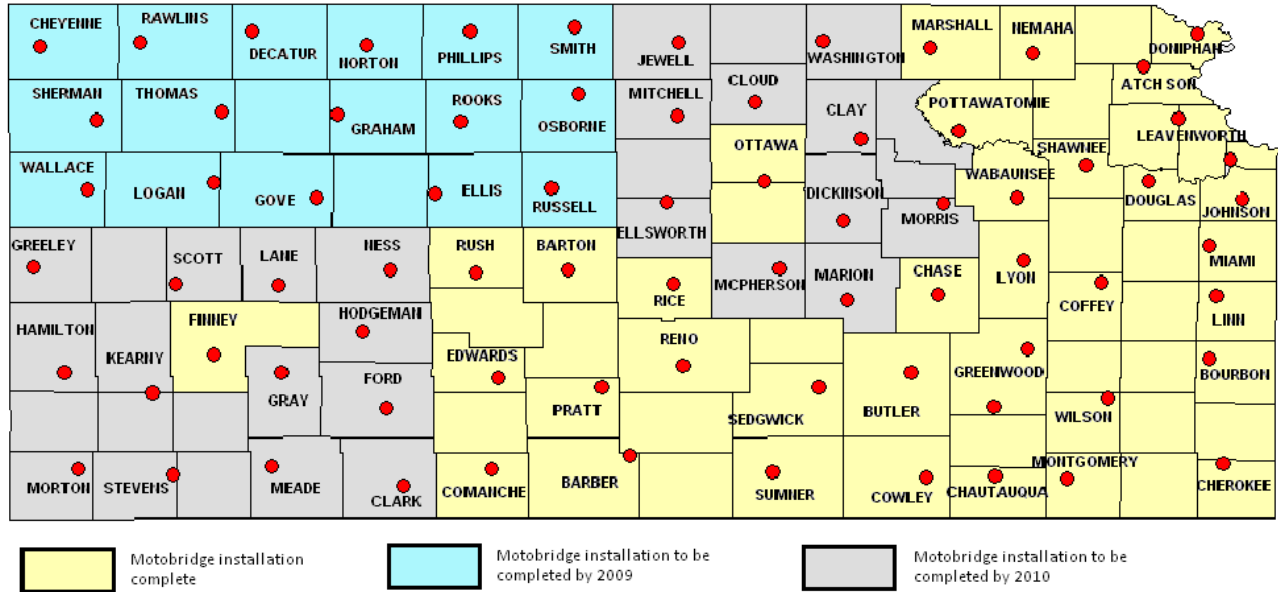 CHEYENNE
RAWLINS
DECATUR
NORTON
PHILLIPS
SMITH
JEWELL
WASHINGTON
MARSHALL
NEMAHA
DONIPHAN
SHERMAN
THOMAS
GRAHAM
ROOKS
OSBORNE
MITCHELL
CLOUD
CLAY
POTTAWATOMIE
ATCH SON
LEAVENWORTH
WALLACE
LOGAN
GOVE
ELLIS
RUSSELL
OTTAWA
DICKINSON
SHAWNEE
WABAUNSEE
DOUGLAS
JOHNSON
MORRIS
ELLSWORTH
GREELEY
SCOTT
LANE
NESS
RUSH
BARTON
RICE
MCPHERSON
MARION
CHASE
LYON
MIAMI
COFFEY
LINN
HAMILTON
KEARNY
FINNEY
HODGEMAN
GRAY
FORD
EDWARDS
PRATT
RENO
SEDGWICK
BUTLER
GREENWOOD
WILSON
BOURBON
MORTON
STEVENS
MEADE
CLARK
COMANCHE
BARBER
SUMNER
COWLEY
CHAUTAUQUA
MONTGOMERY
CHEROKEE
Motobridge installation
complete
Motobridge installation to be
completed by 2009
Motobridge installation to be
completed by 2010